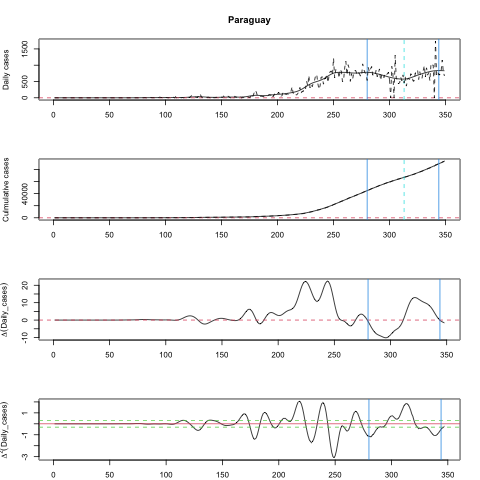 Paraguay
Daily cases
0 500 1500
0 50 100 150 200 250 300 350
Culmulative cases
0 40000
0 50 100 150 200 250 300 350
Δ(Daily_cases)
-10 0 10 20
0 50 100 150 200 250 300 350
Δ²(Daily_cases)
-3 -1 1
0 50 100 150 200 250 300 350